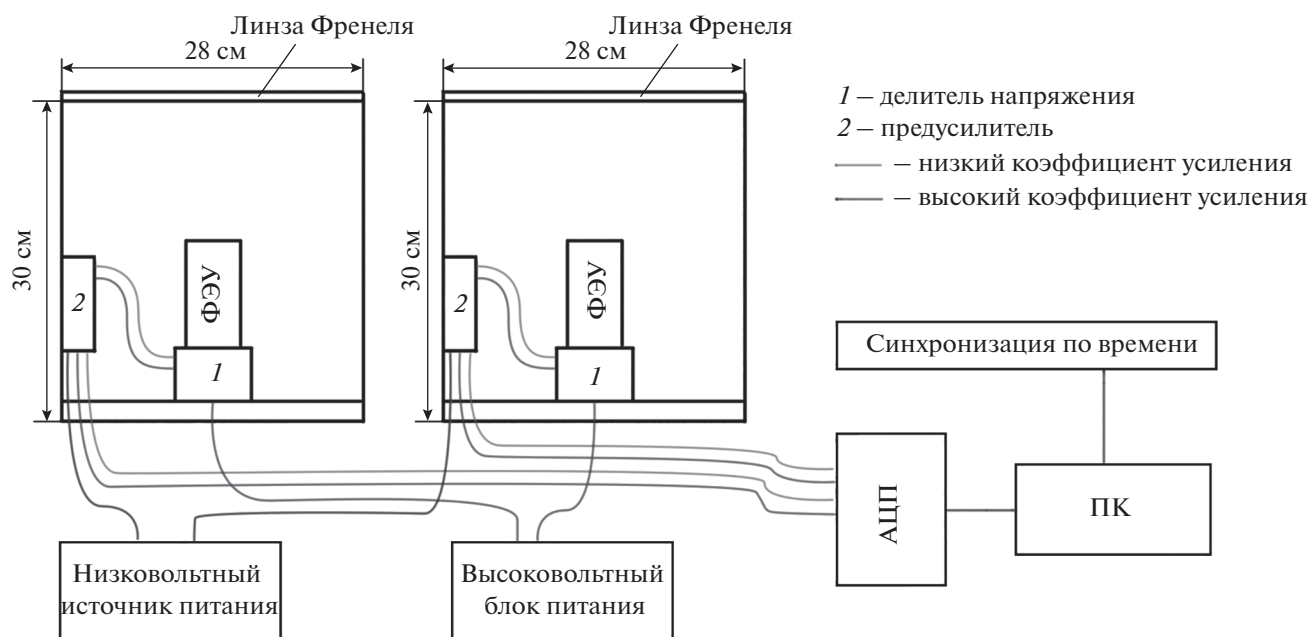 Линза Френеля
28 см
30 см
2
ФЭУ
1
Линза Френеля
28 см
30 см
2
ФЭУ
1
1 – делитель напряжения
2 – предусилитель
– низкий коэффициент усиления
– высокий коэффициент усиления
Синхронизация по времени
АЦП
ПК
Низковольтный
источник питания
Высоковольтный
блок питания